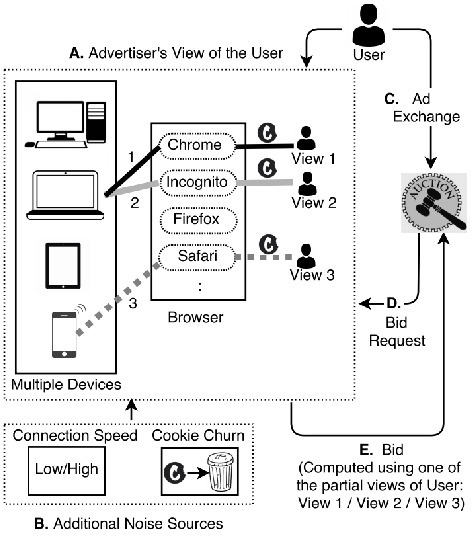 A. Advertiser's View of the User
User
C. Ad
Exchange
AUCTION
1
2
3
Chrome
Incognito
Firefox
Safari
:
Browser
C
View 1
C
View 2
C
View 3
Multiple Devices
D.
Bid
Request
Connection Speed
Low/High
Cookie Churn
C
B. Additional Noise Sources
E. Bid
(Computed using one of
the partial views of User:
View 1 / View 2 / View 3)